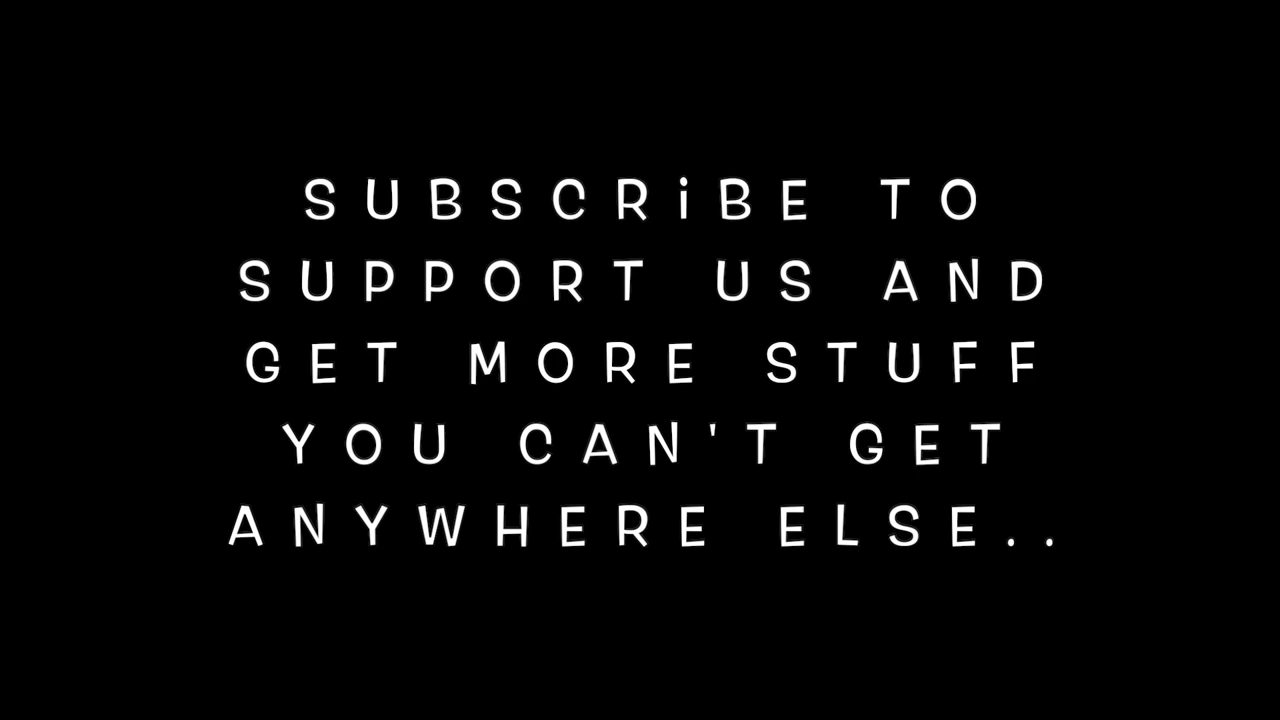 SUBSCRiBE TO
SUPPORT US AND
GET MORE STUFF
YOU CAN'T GET
ANYWHERE ELSE..